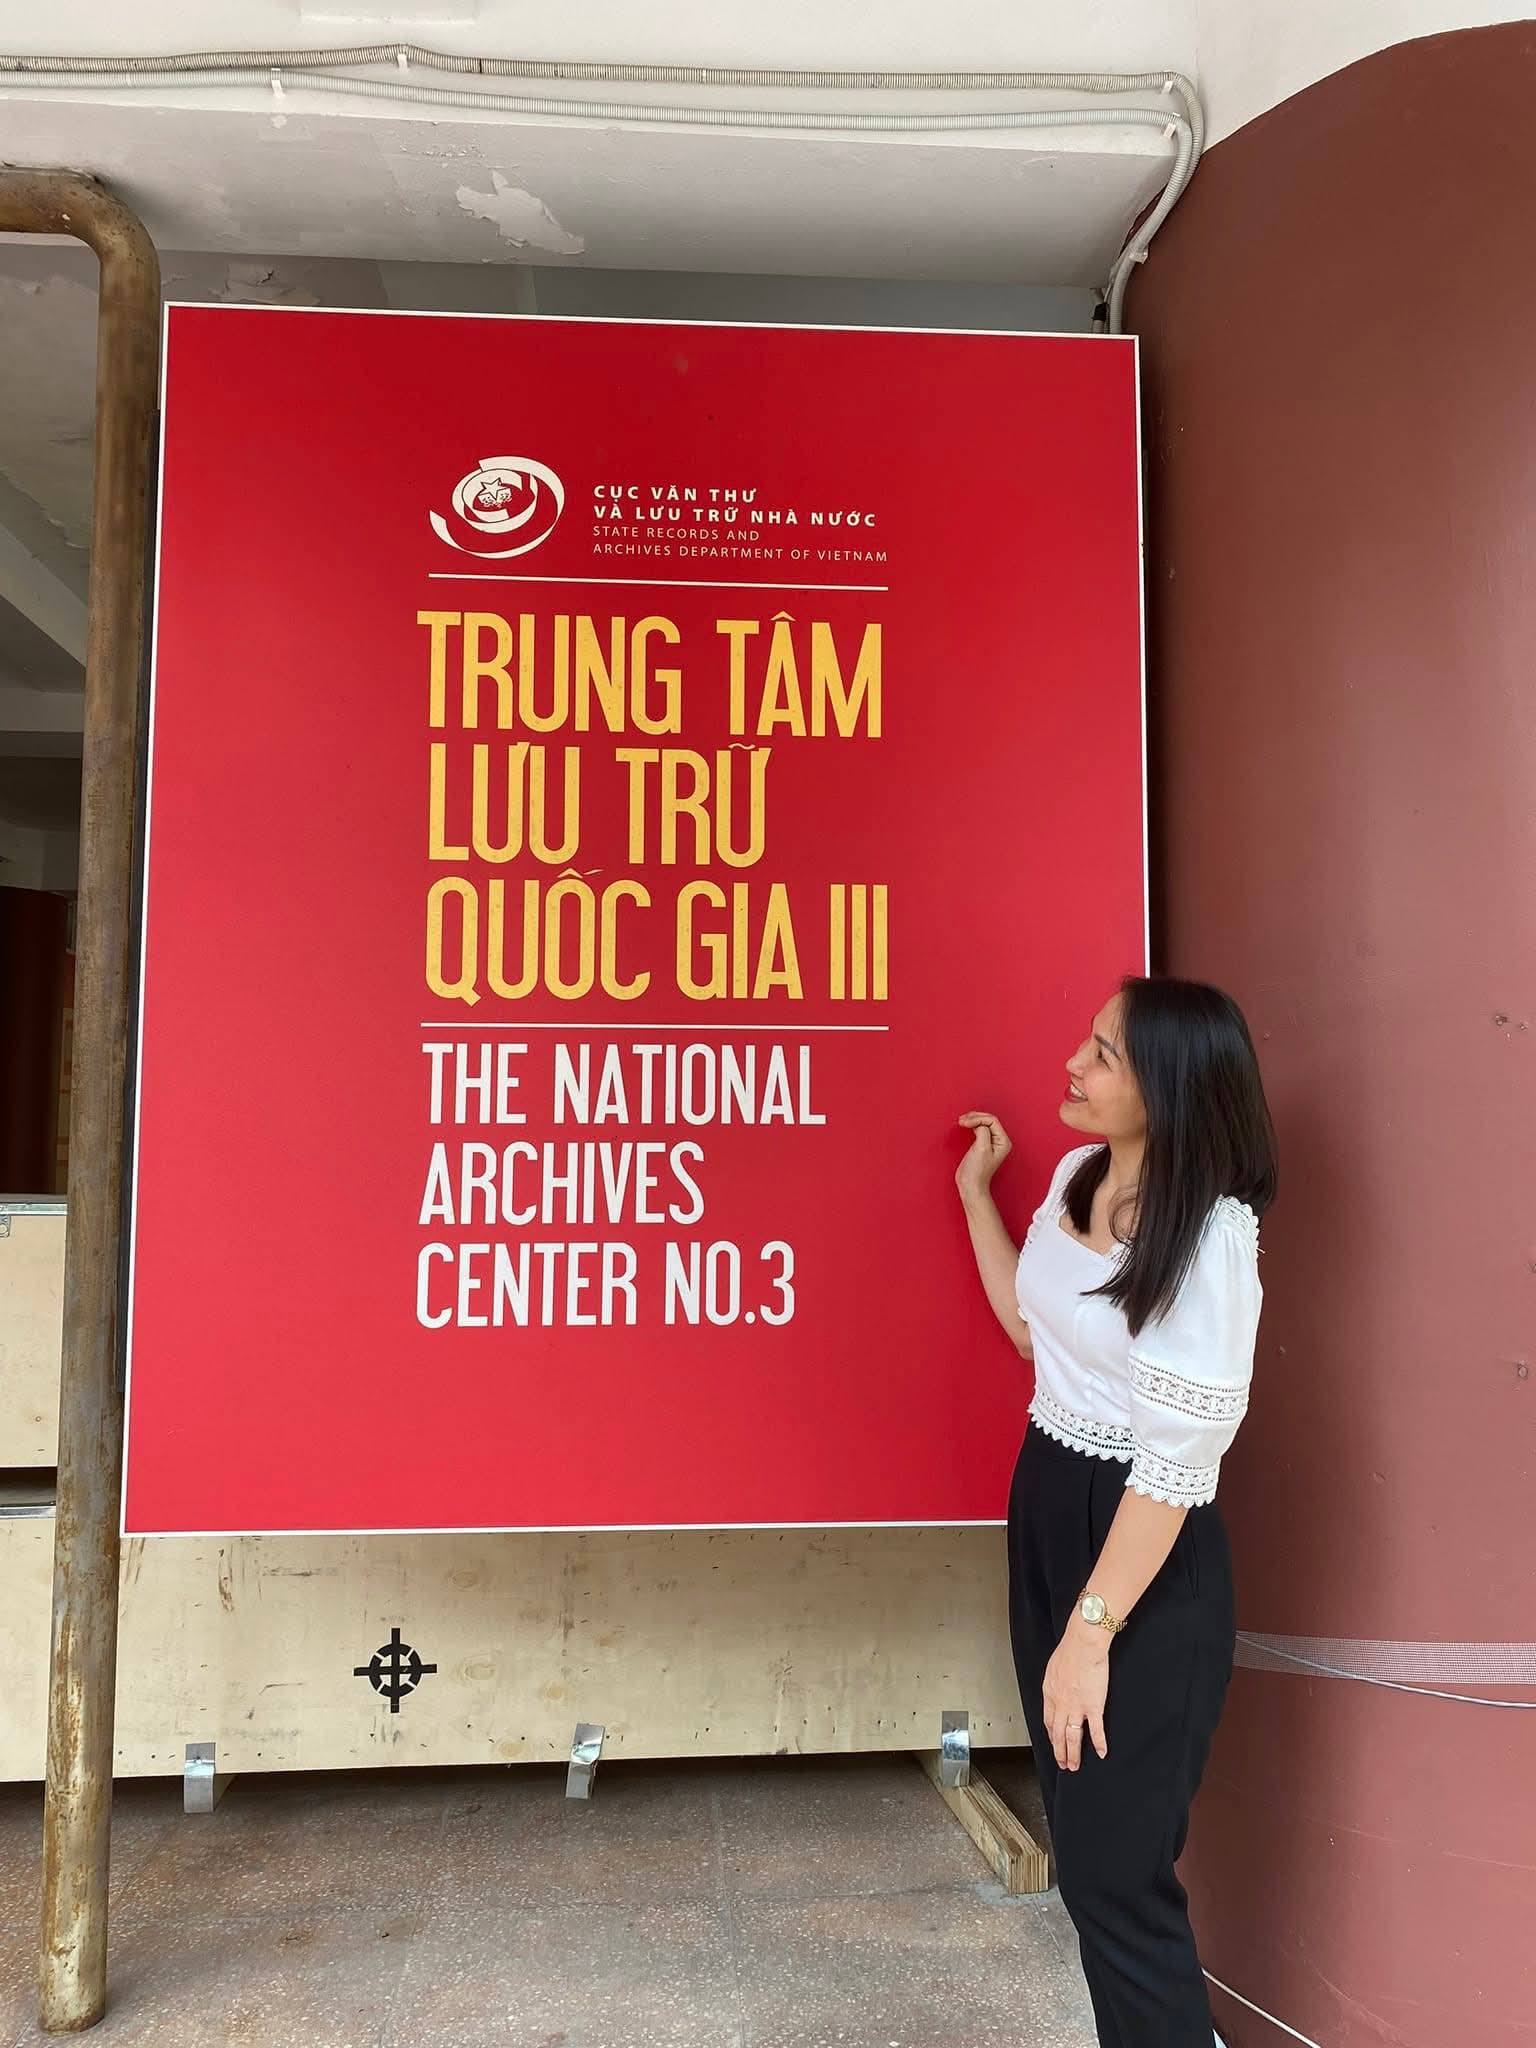 CỤC VĂN THƯ
VÀ LƯU TRỮ NHÀ NƯỚC
STATE RECORDS AND
ARCHIVES DEPARTMENT OF VIETNAM
TRUNG TÂM
LƯU TRỮ
QUỐC GIA III
THE NATIONAL
ARCHIVES
CENTER NO.3